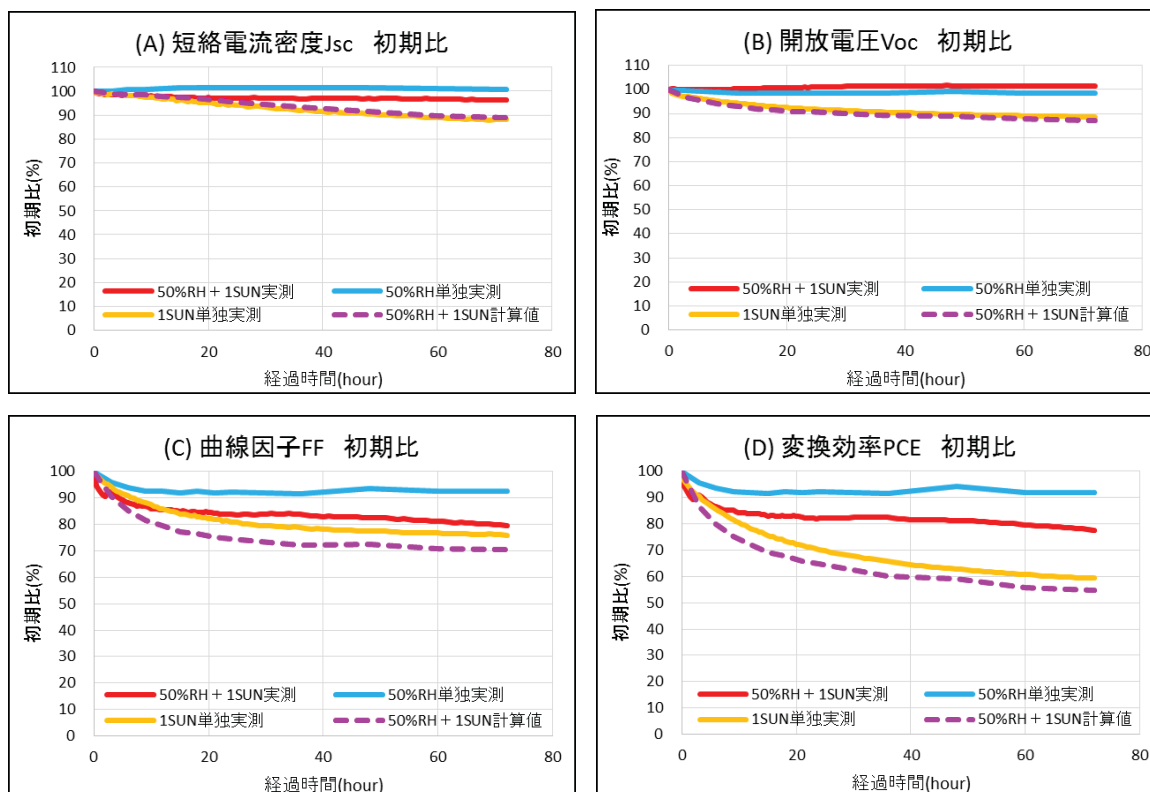 (A) 短絡電流密度Jsc 初期比
初期比(%)
110
100
90
80
70
60
50
40
30
20
10
0
50%RH＋1SUN実測
50%RH単独実測
1SUN単独実測
50%RH＋1SUN計算値
0 20 40 60 80
経過時間(hour)
(B) 開放電圧Voc 初期比
初期比(%)
110
100
90
80
70
60
50
40
30
20
10
0
50%RH＋1SUN実測
50%RH単独実測
1SUN単独実測
50%RH＋1SUN計算値
0 20 40 60 80
経過時間(hour)
(C) 曲線因子FF 初期比
初期比(%)
100
90
80
70
60
50
40
30
20
10
0
50%RH＋1SUN実測
50%RH単独実測
1SUN単独実測
50%RH＋1SUN計算値
0 20 40 60 80
経過時間(hour)
(D) 変換効率PCE 初期比
初期比(%)
100
90
80
70
60
50
40
30
20
10
0
50%RH＋1SUN実測
50%RH単独実測
1SUN単独実測
50%RH＋1SUN計算値
0 20 40 60 80
経過時間(hour)